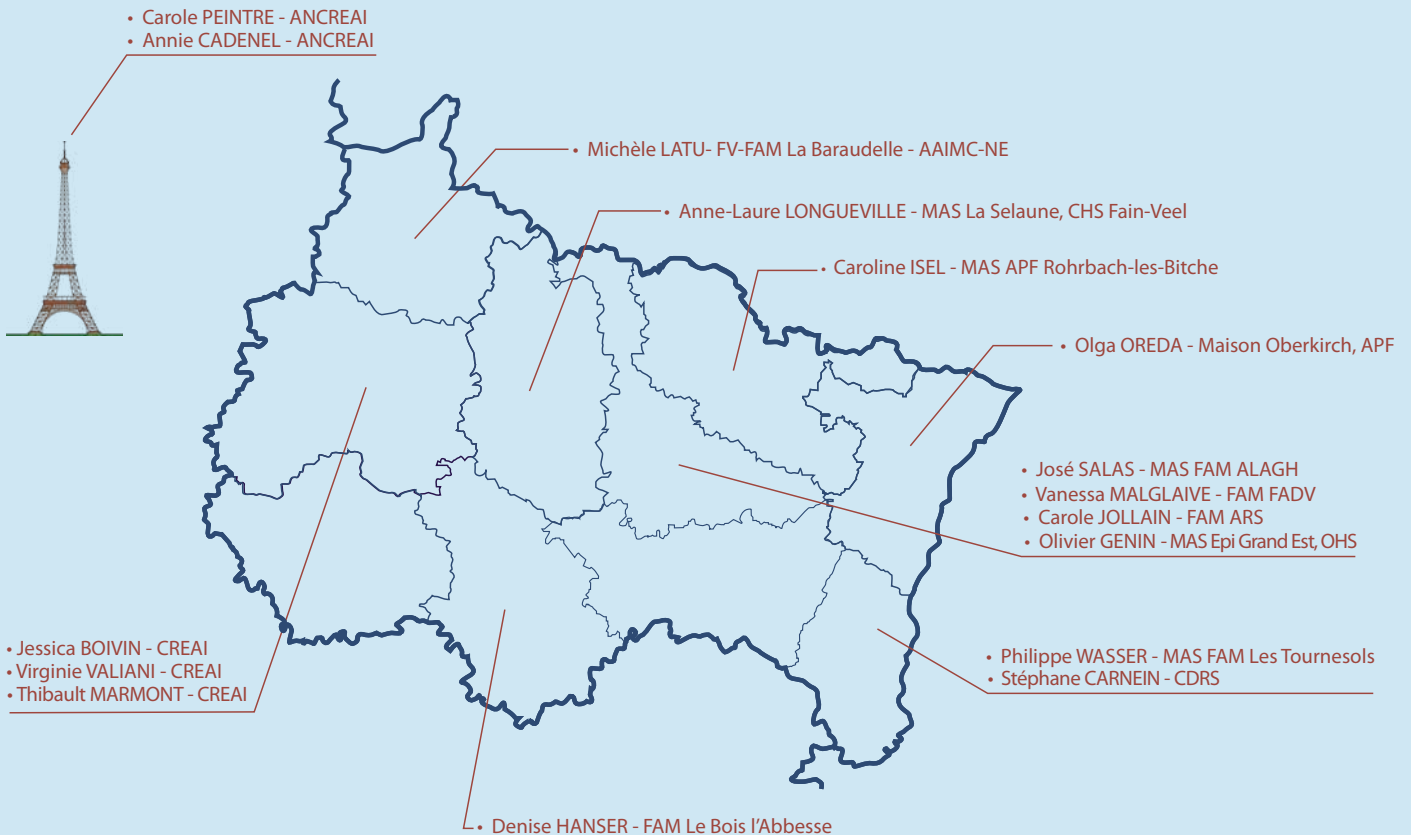 • Carole PEINTRE - ANCREAI
• Annie CADENEL - ANCREAI
• Michèle LATU- FV-FAM La Baraudelle - AAIMC-NE
• Anne-Laure LONGUEVILLE - MAS La Selaune, CHS Fain-Veel
• Caroline ISEL - MAS APF Rohrbach-les-Bitche
• Olga OREDA - Maison Oberkirch, APF
• José SALAS - MAS FAM ALAGH
• Vanessa MALGLAIVE - FAM FADV
• Carole JOLLAIN - FAM ARS
• Olivier GENIN - MAS Epi Grand Est, OHS
• Jessica BOIVIN - CREAI
• Virginie VALIANI - CREAI
• Thibault MARMONT - CREAI
• Philippe WASSER - MAS FAM Les Tournesols
• Stéphane CARNEIN - CDRS
• Denise HANSER - FAM Le Bois l'Abbesse